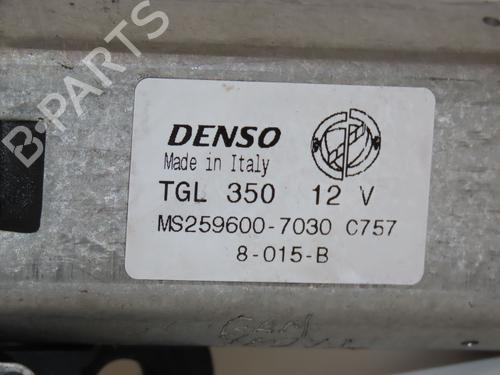 B-PARTS
DENSO
Made in Italy
TGL 350 12 V
MS259600-7030 C757
8-015-B